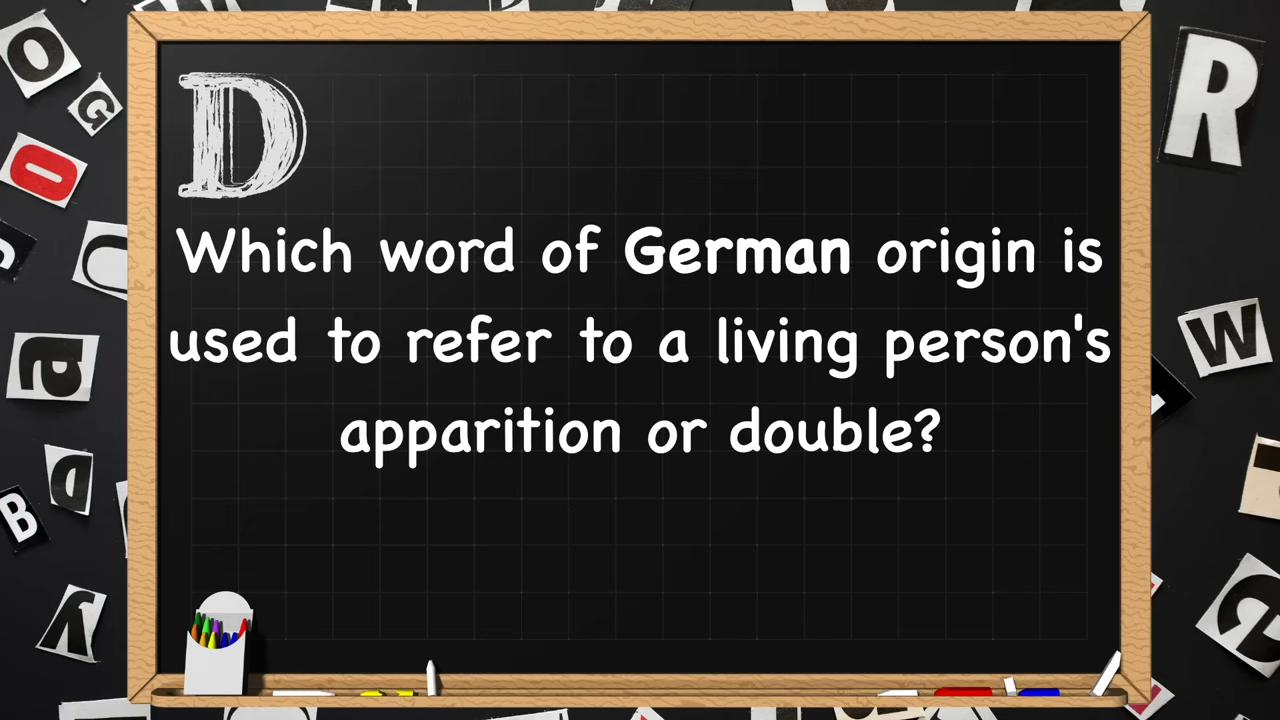 D
Which word of German origin is
used to refer to a living person's
apparition or double?
O
G
O
a
D
B
y
R
W